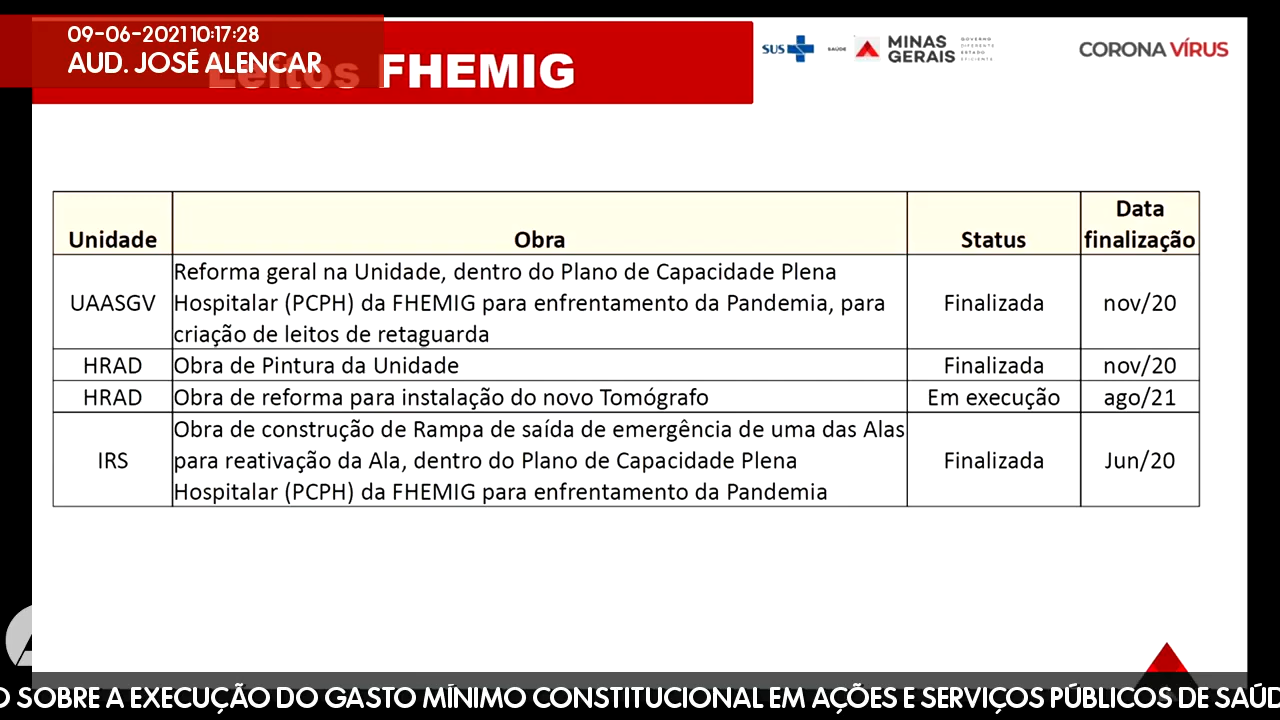 09-06-2021 10:17:28
AUD. JOSÉ ALENCAR
Leitos FHEMIG
SUS
SAÚDE
MINAS
GERAIS
GOVERNO
DIFERENTE
ESTADO
EFICIENTE
CORONA VÍRUS
Unidade Obra Status Data
finalização
UAASGV Reforma geral na Unidade, dentro do Plano de Capacidade Plena
Hospitalar (PCPH) da FHEMIG para enfrentamento da Pandemia, para
criação de leitos de retaguarda
Finalizada nov/20
HRAD Obra de Pintura da Unidade Finalizada nov/20
HRAD Obra de reforma para instalação do novo Tomógrafo Em execução ago/21
IRS Obra de construção de Rampa de saída de emergência de uma das Alas
para reativação da Ala, dentro do Plano de Capacidade Plena
Hospitalar (PCPH) da FHEMIG para enfrentamento da Pandemia
Finalizada Jun/20
O SOBRE A EXECUÇÃO DO GASTO MÍNIMO CONSTITUCIONAL EM AÇÕES E SERVIÇOS PÚBLICOS DE SAÚD